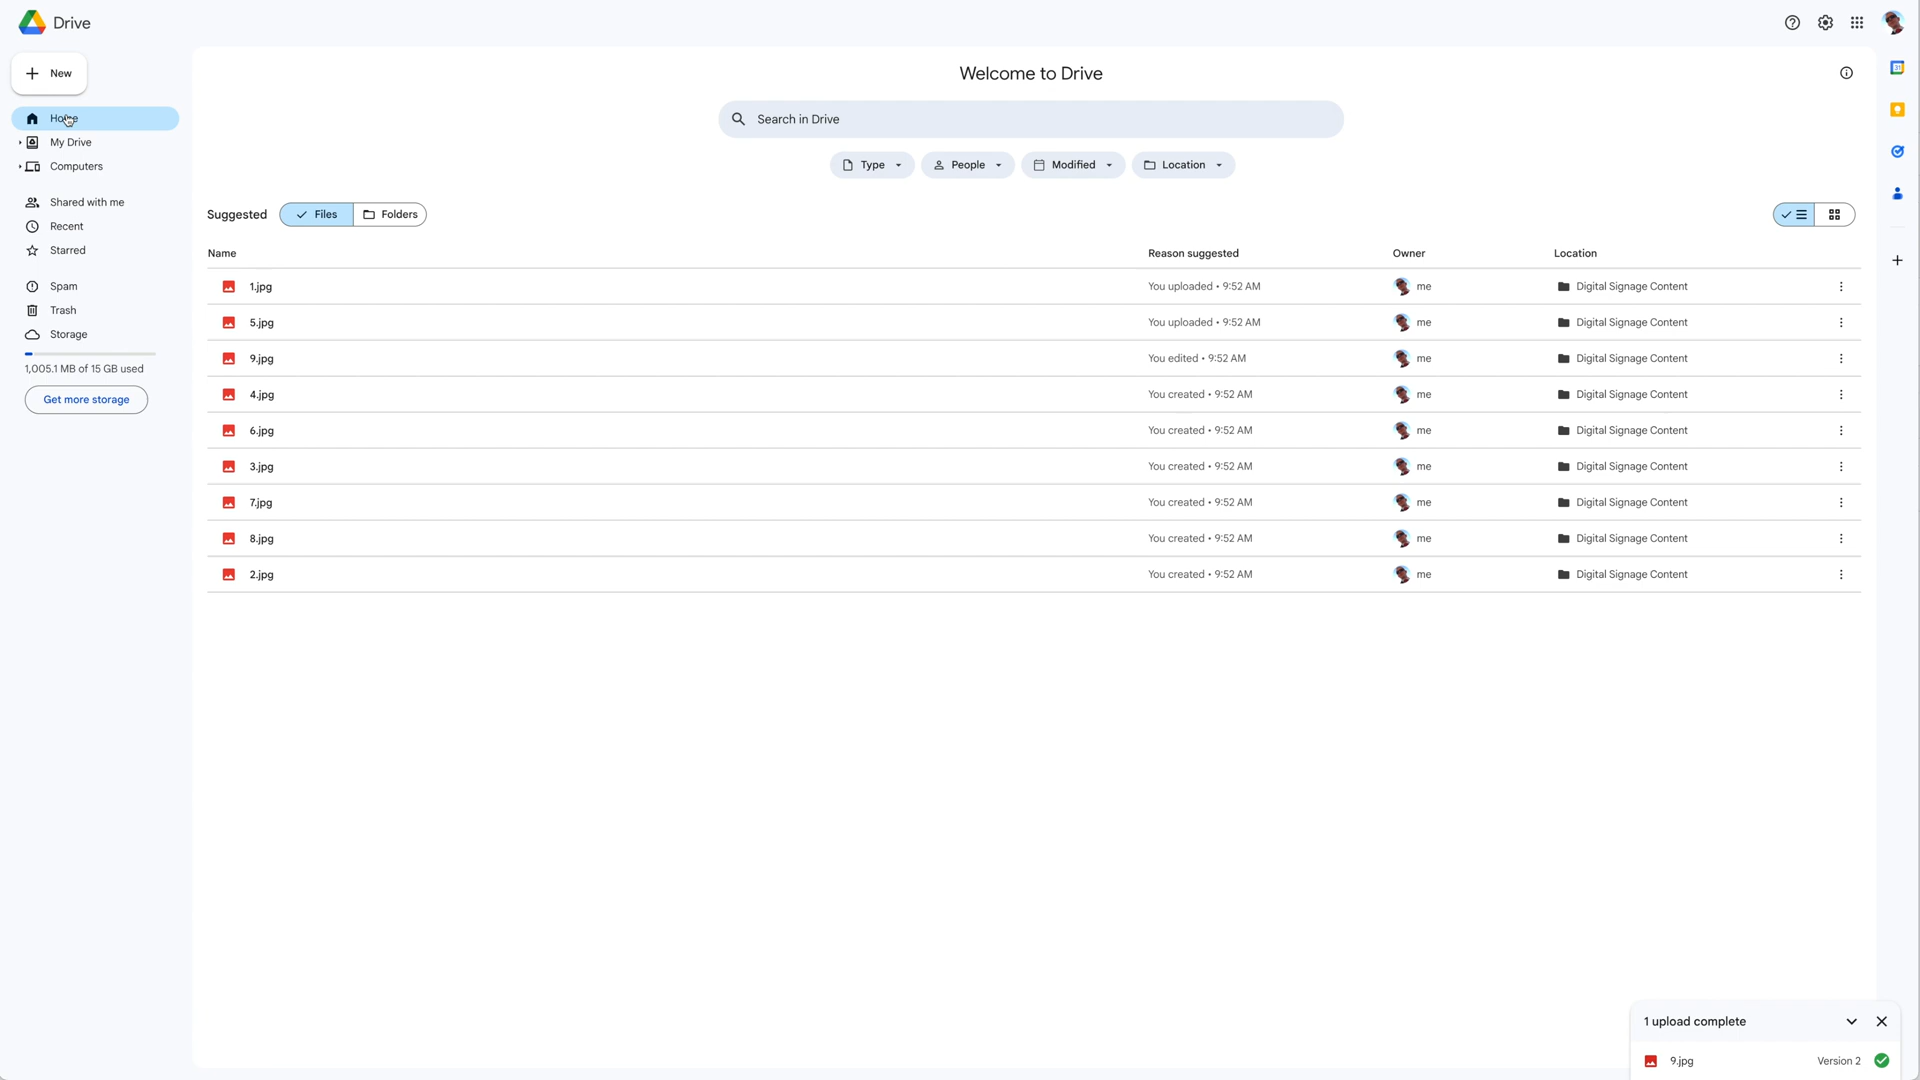 Drive
New
Home
My Drive
Computers
Shared with me
Recent
Starred
Spam
Trash
Storage
1,005.1 MB of 15 GB used
Get more storage
Welcome to Drive
Search in Drive
Type People Modified Location
Suggested Files Folders
Name Reason suggested Owner Location
1.jpg You uploaded • 9:52 AM me Digital Signage Content
5.jpg You uploaded • 9:52 AM me Digital Signage Content
9.jpg You edited • 9:52 AM me Digital Signage Content
4.jpg You created • 9:52 AM me Digital Signage Content
6.jpg You created • 9:52 AM me Digital Signage Content
3.jpg You created • 9:52 AM me Digital Signage Content
7.jpg You created • 9:52 AM me Digital Signage Content
8.jpg You created • 9:52 AM me Digital Signage Content
2.jpg You created • 9:52 AM me Digital Signage Content
31
1 upload complete
9.jpg Version 2